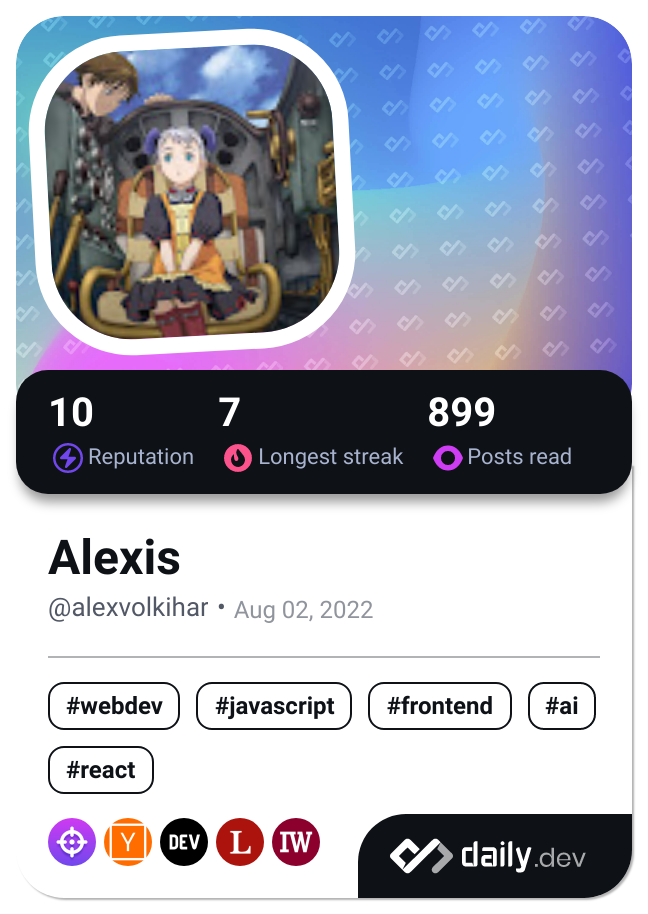 10 7 899
Reputation Longest streak Posts read
Alexis
@alexvolkihar • Aug 02, 2022
#webdev #javascript #frontend #ai
#react
Y DEV L IW
daily.dev